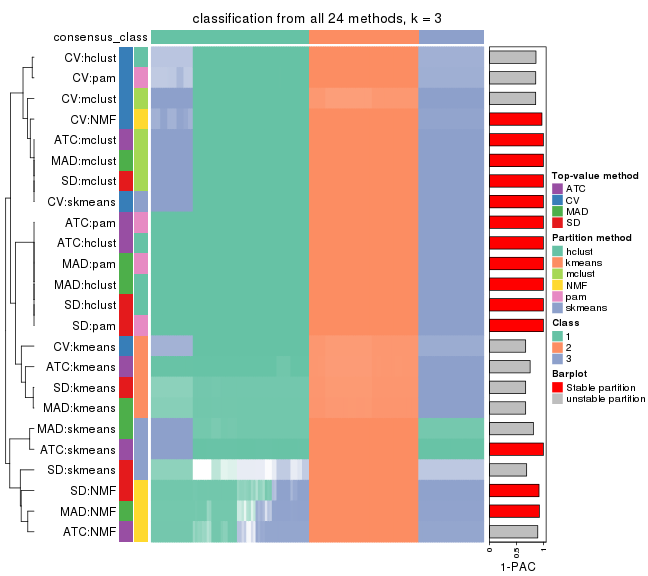 classification from all 24 methods, k = 3
consensus_class
CV:hclust
CV:pam
CV:mclust
CV:NMF
ATC:mclust
MAD:mclust
SD:mclust
CV:skmeans
ATC:pam
ATC:hclust
MAD:pam
MAD:hclust
SD:hclust
SD:pam
CV:kmeans
ATC:kmeans
SD:kmeans
MAD:kmeans
MAD:skmeans
ATC:skmeans
SD:skmeans
SD:NMF
MAD:NMF
ATC:NMF
0 0.5 1
1-PAC
Top-value method
ATC
CV
MAD
SD
Partition method
hclust
kmeans
mclust
NMF
pam
skmeans
Class
1
2
3
Barplot
Stable partition
unstable partition